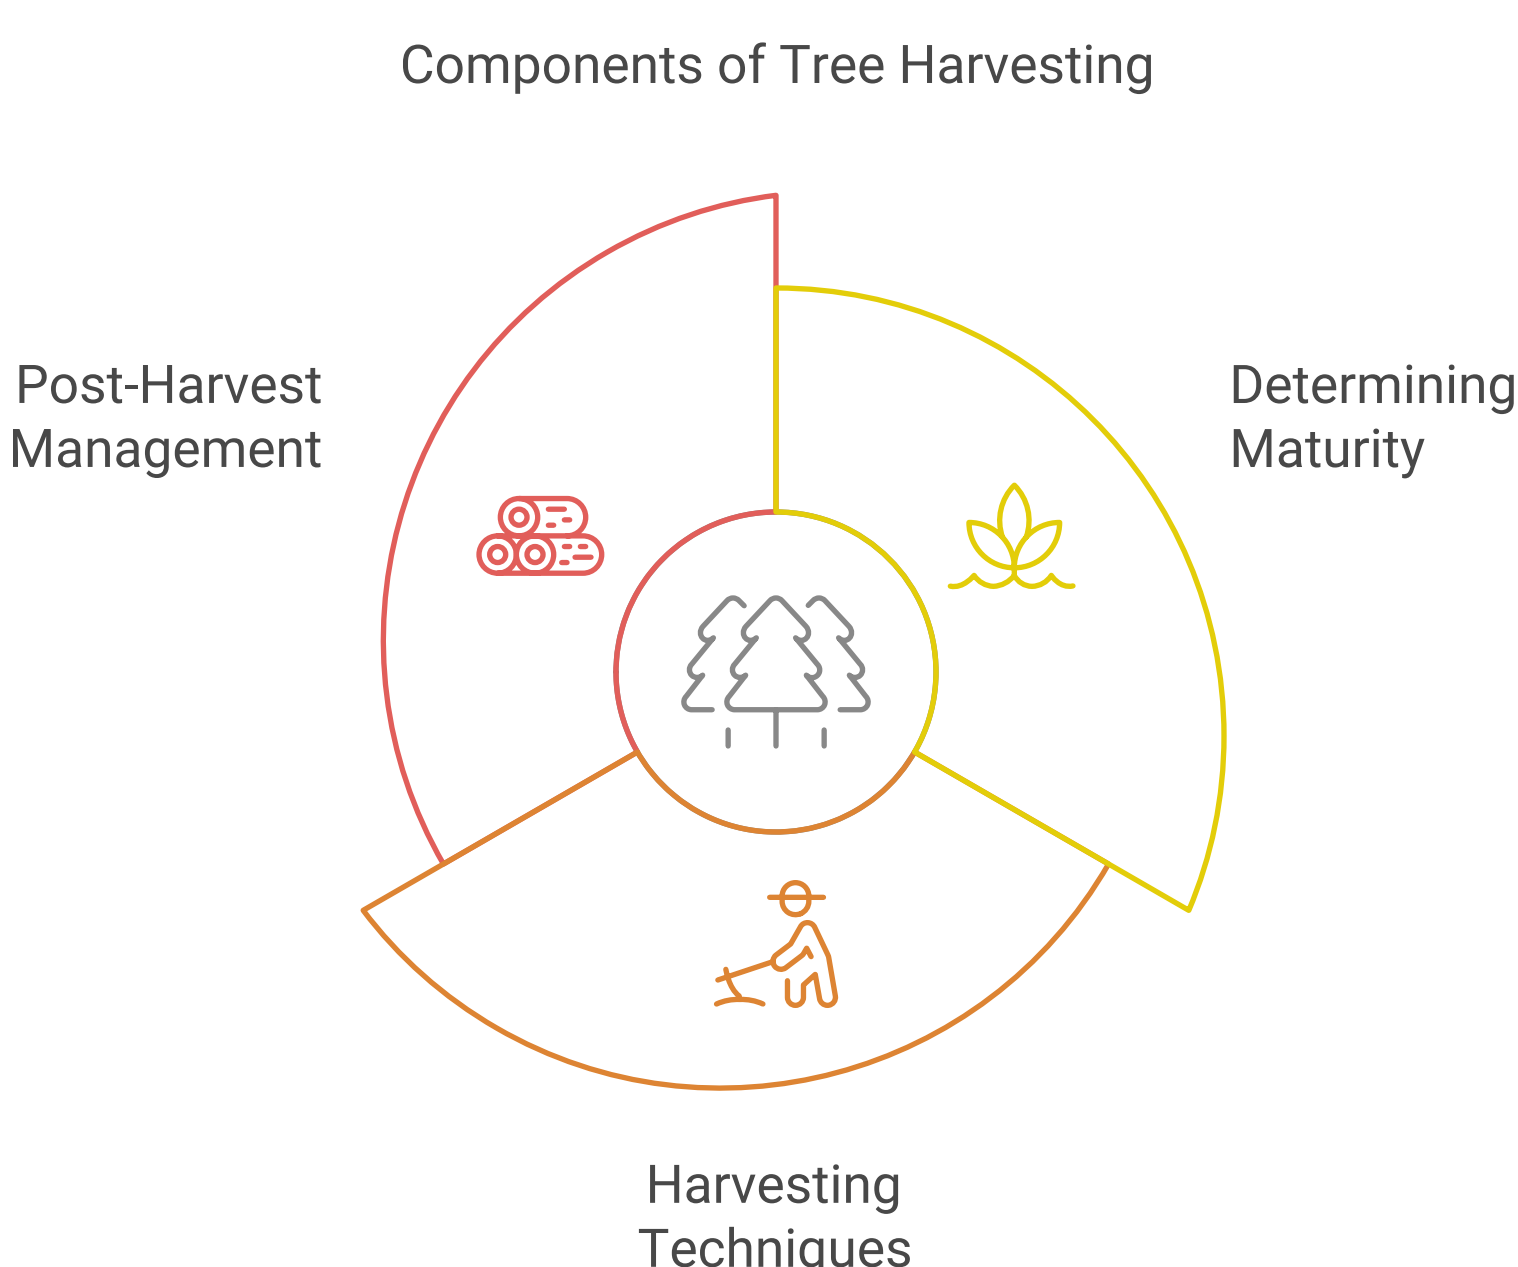 Components of Tree Harvesting
Post-Harvest
Management
Determining
Maturity
Harvesting
Techniques